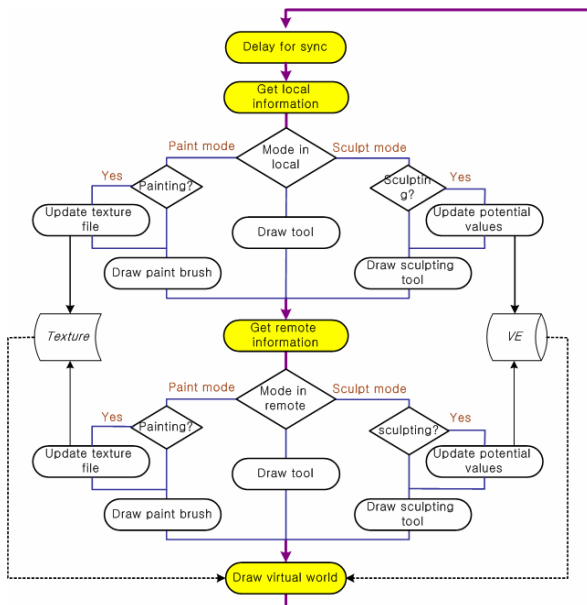 Delay for sync
Get local
information
Paint mode
Mode in
local
Sculpt mode
Yes
Painting?
Sculptin
g?
Yes
Update texture
file
Draw tool
Update potential
values
Draw paint brush
Draw sculpting
tool
Texture
Get remote
information
VE
Paint mode
Mode in
remote
Sculpt mode
Yes
Painting?
sculpting?
Yes
Update texture
file
Draw tool
Update potential
values
Draw paint brush
Draw sculpting
tool
Draw virtual world